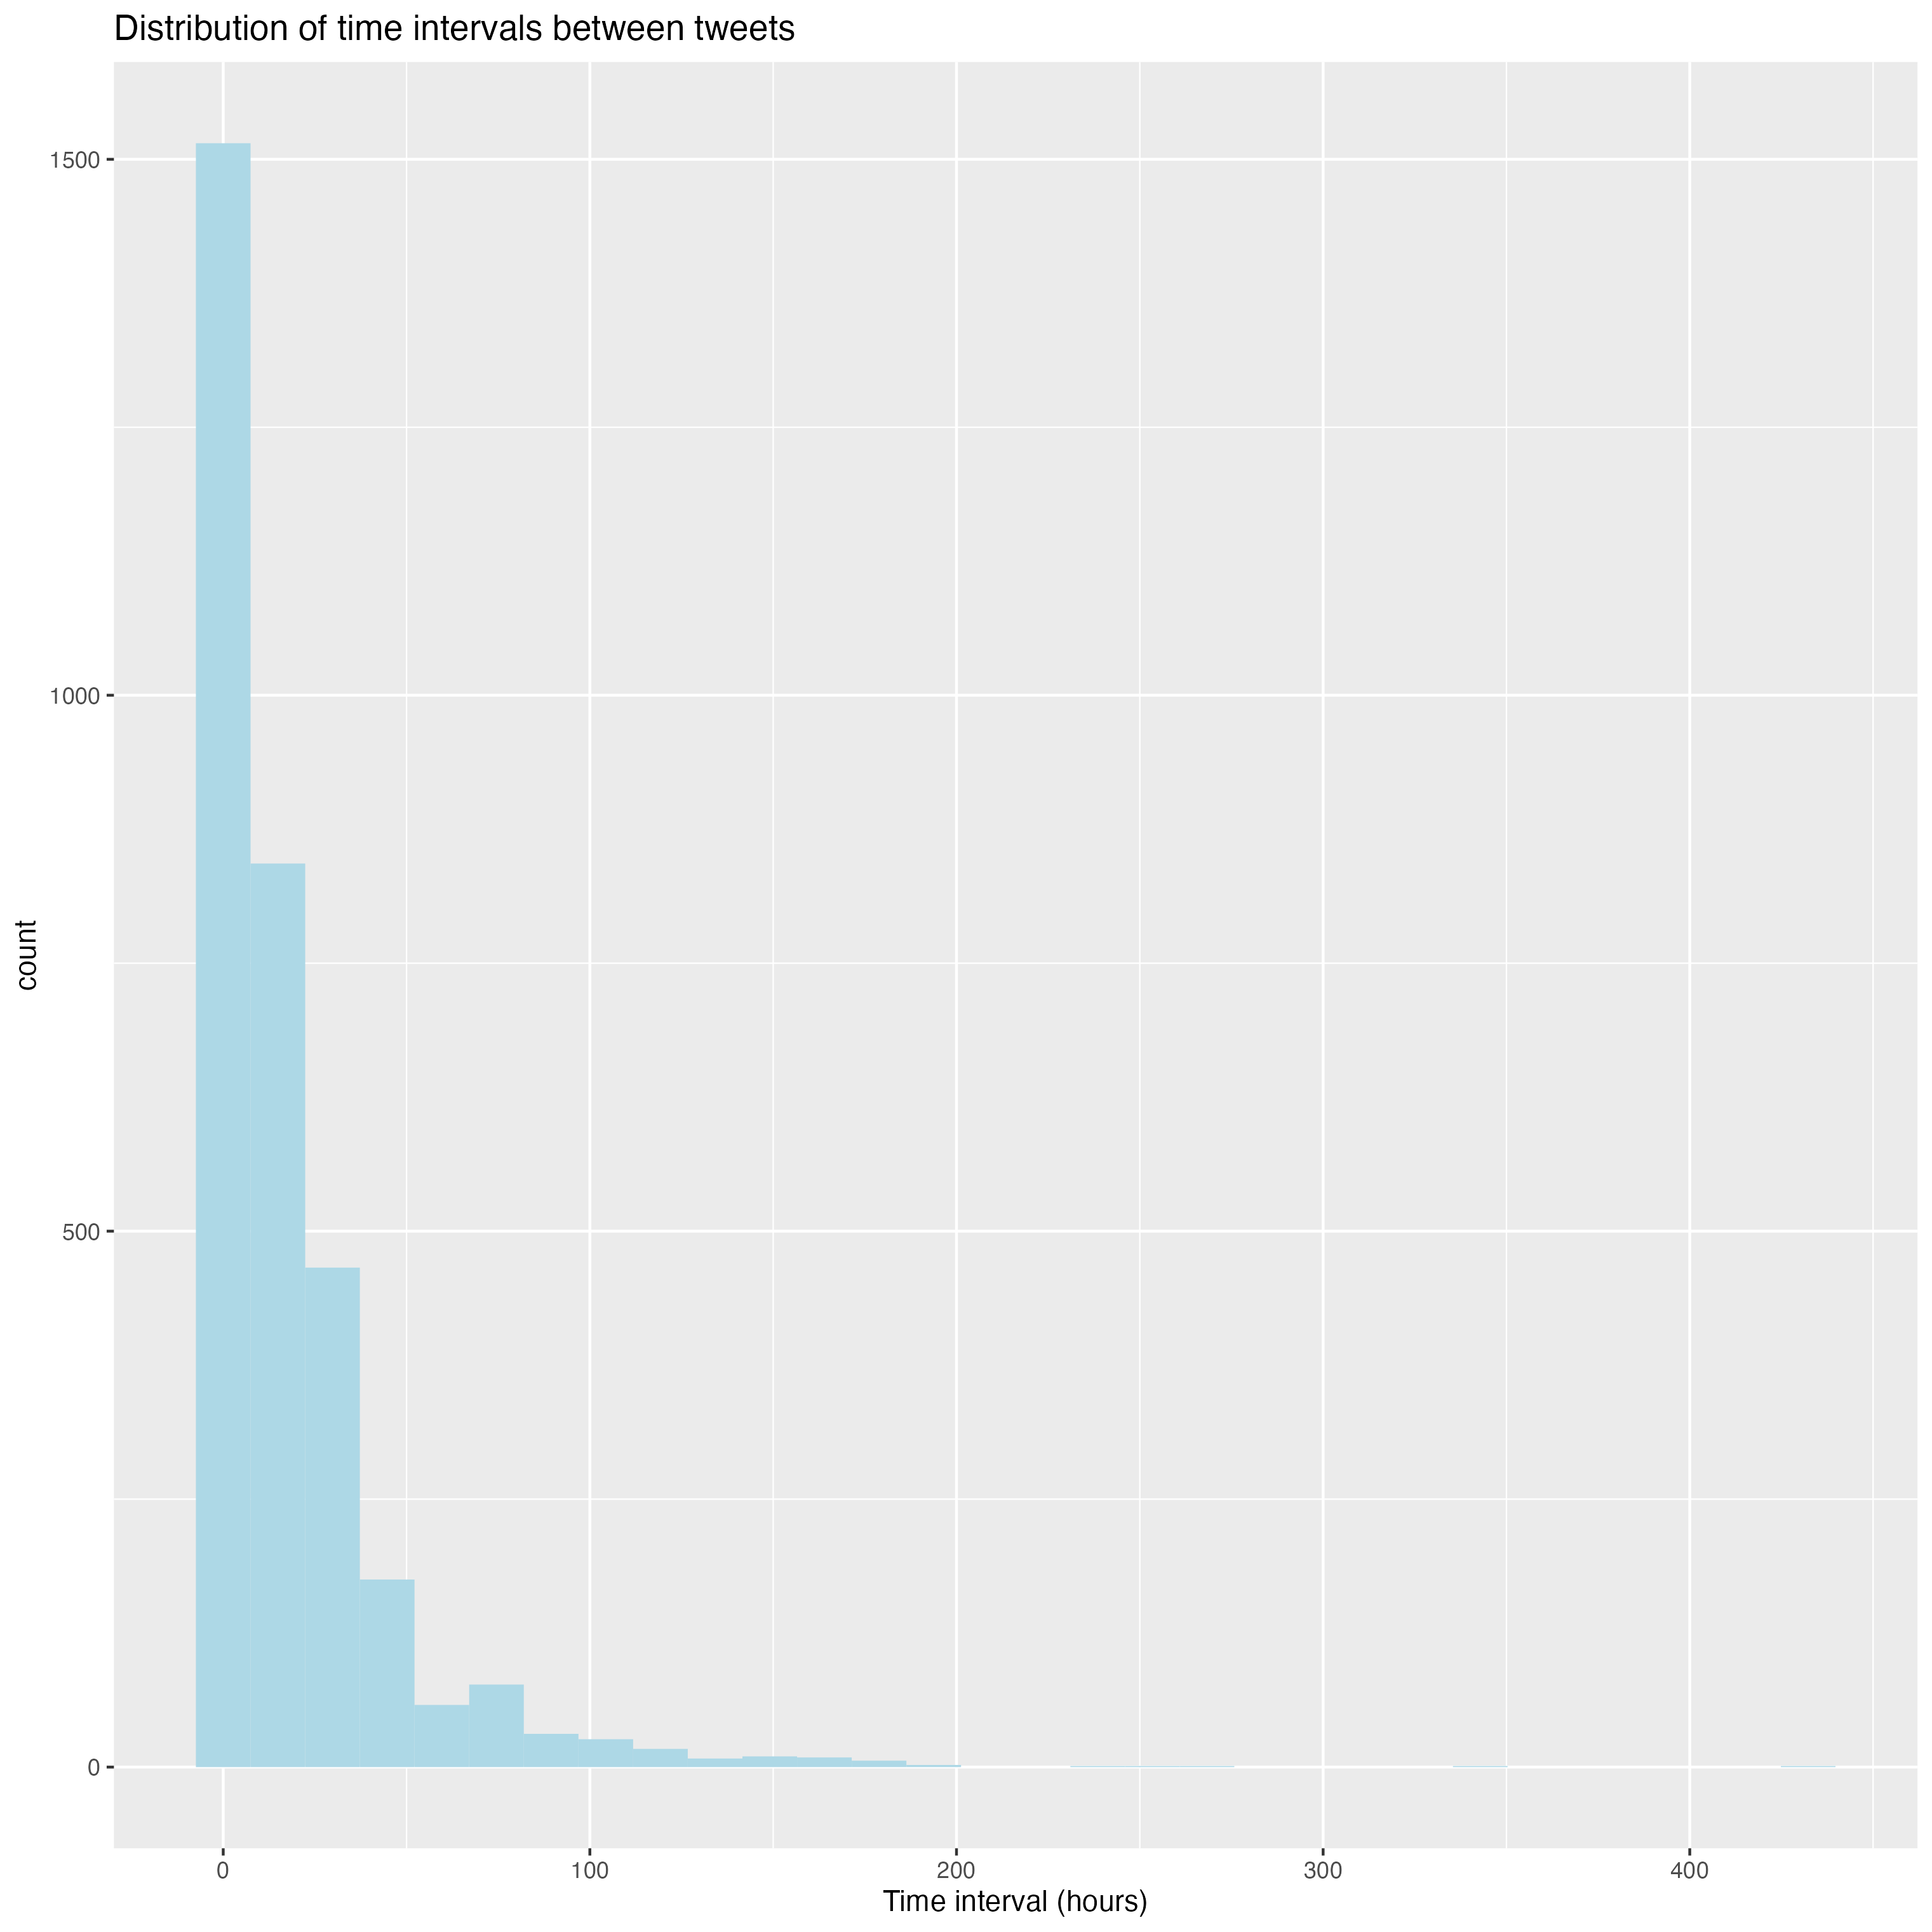 Distribution of time intervals between tweets
1500
1000
500
0
count
0 100 200 300 400
Time interval (hours)